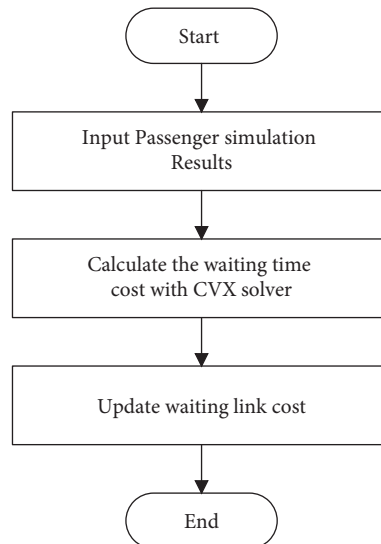 Start
Input Passenger simulation
Results
Calculate the waiting time
cost with CVX solver
Update waiting link cost
End